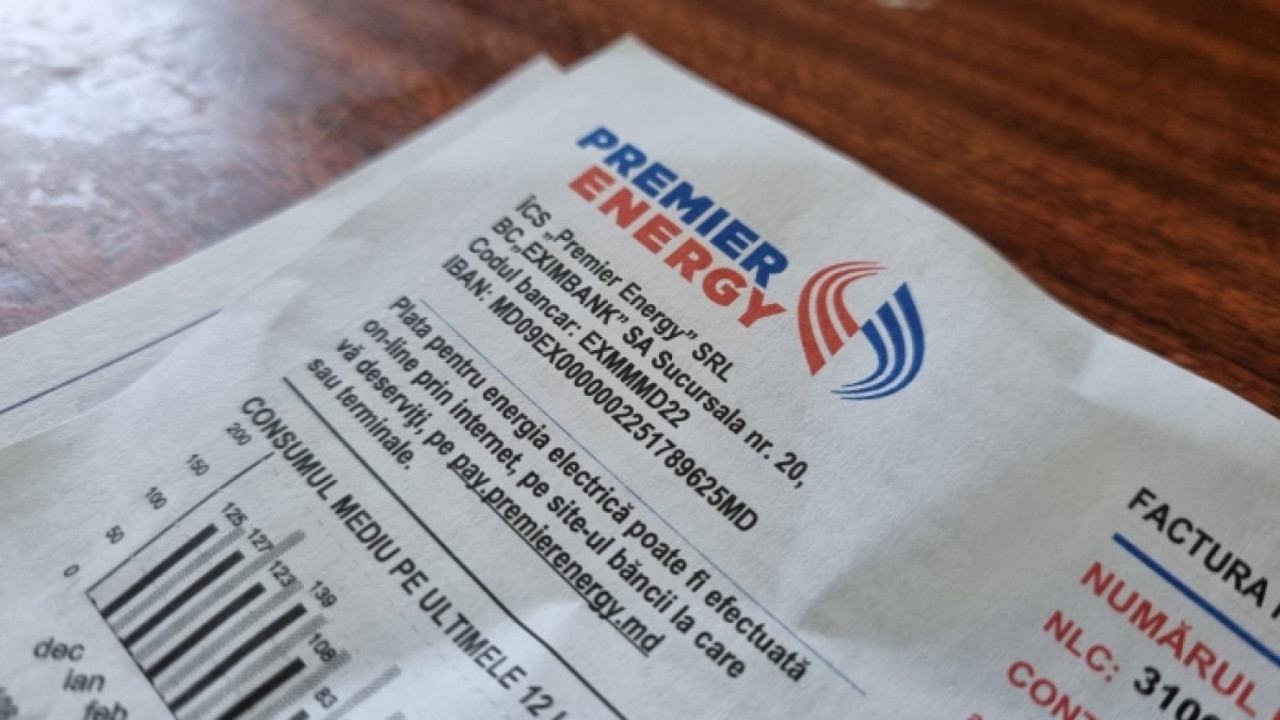 PREMIER
ENERGY
ÎCS „Premier Energy” SRL
BC„EXIMBANK” SA Sucursala nr. 20,
Codul bancar: EXMMMD22
IBAN: MD09EX0000002251789625MD
Plata pentru energia electrică poate fi efectuată
on-line prin internet, pe site-ul băncii la care
vă deserviți, pe pay.premierenergy.md
sau terminale.
CONSUMUL MEDIU PE ULTIMELE 12
200
150
100
50
0
125
127
123
139
108
83
dec
ian
feb
FACTURA
NUMĂRUL
NLC: 310